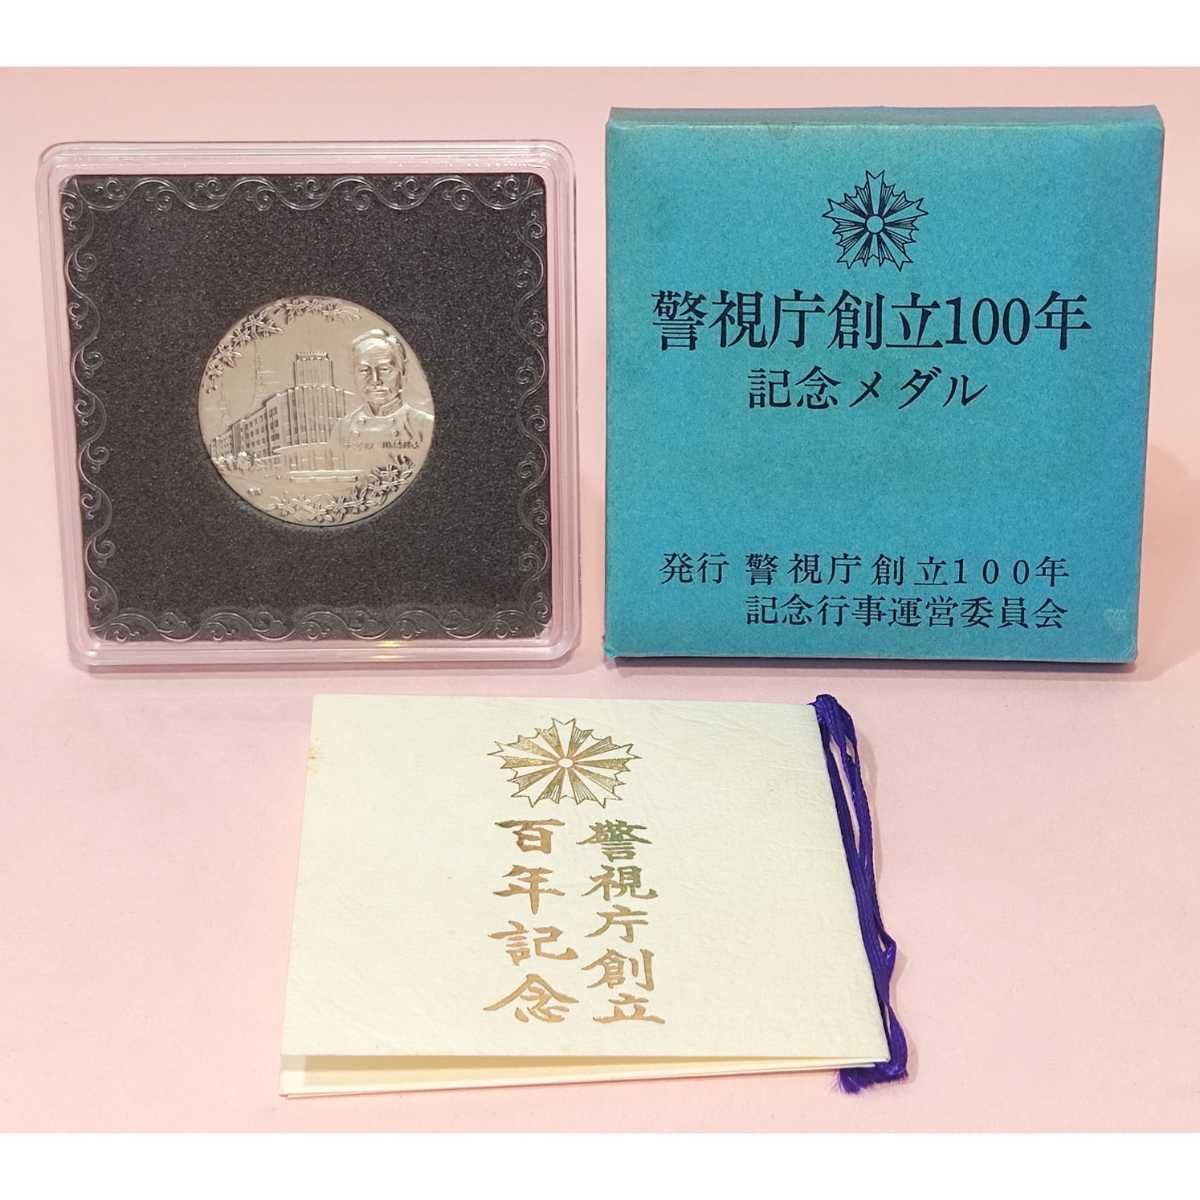 警視庁創立100年
記念メダル
発行 警視庁創立100年
記念行事運営委員会
警視庁創立
百年記念